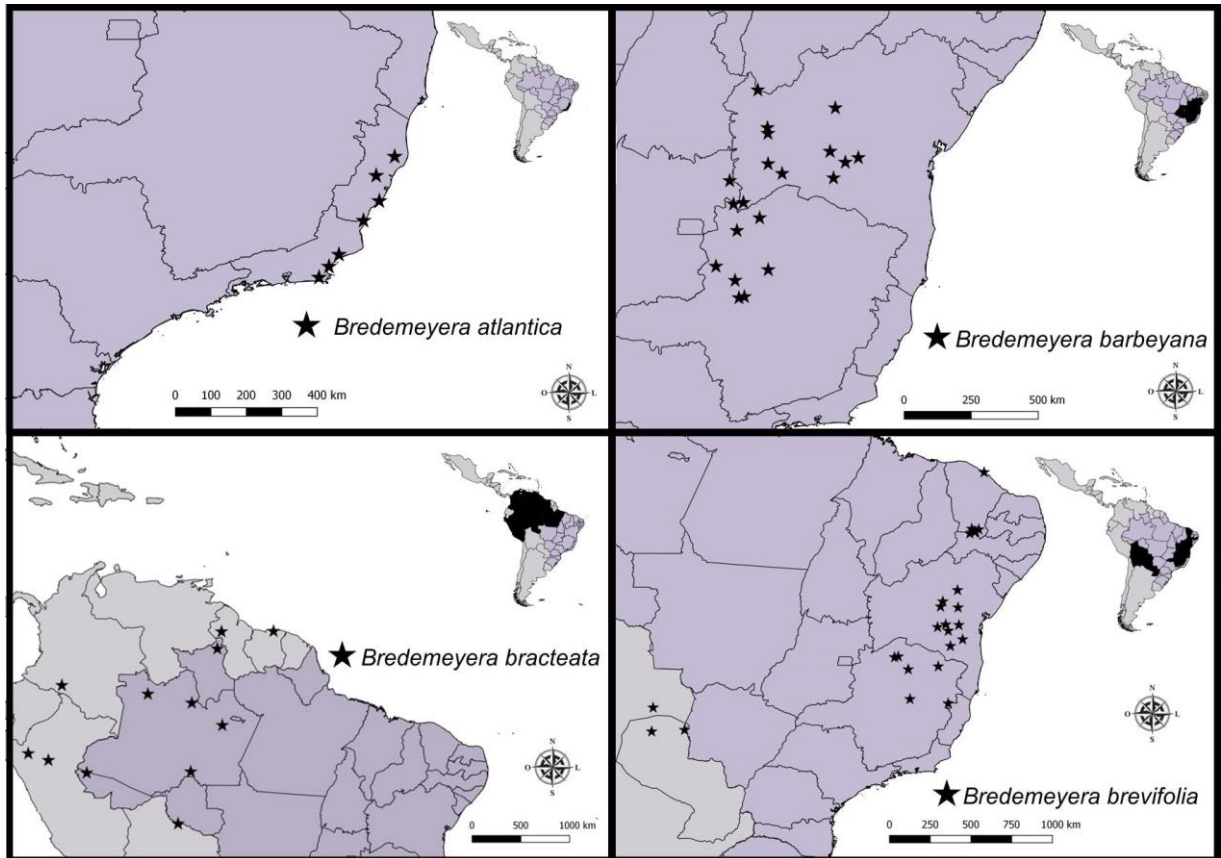 N
O L
S
Bredemeyera atlantica
0 100 200 300 400 km
N
O L
S
Bredemeyera barbeyana
0 250 500 km
Bredemeyera bracteata
N
O L
S
0 500 1000 km
N
O L
S
Bredemeyera brevifolia
0 250 500 750 1000 km